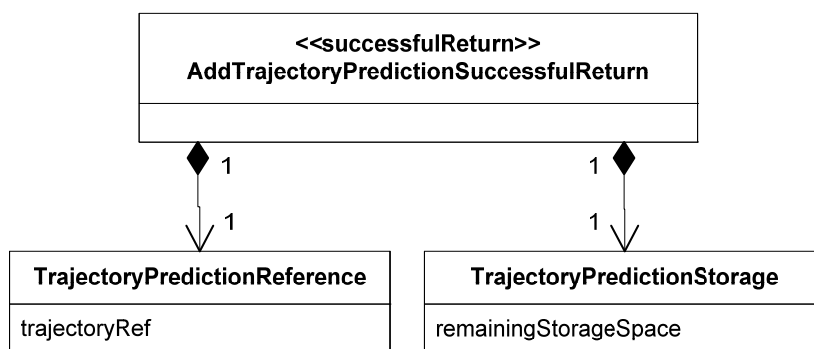 <<successfulReturn>>
AddTrajectoryPredictionSuccessfulReturn
1
1
1
1
TrajectoryPredictionReference
trajectoryRef
TrajectoryPredictionStorage
remainingStorageSpace